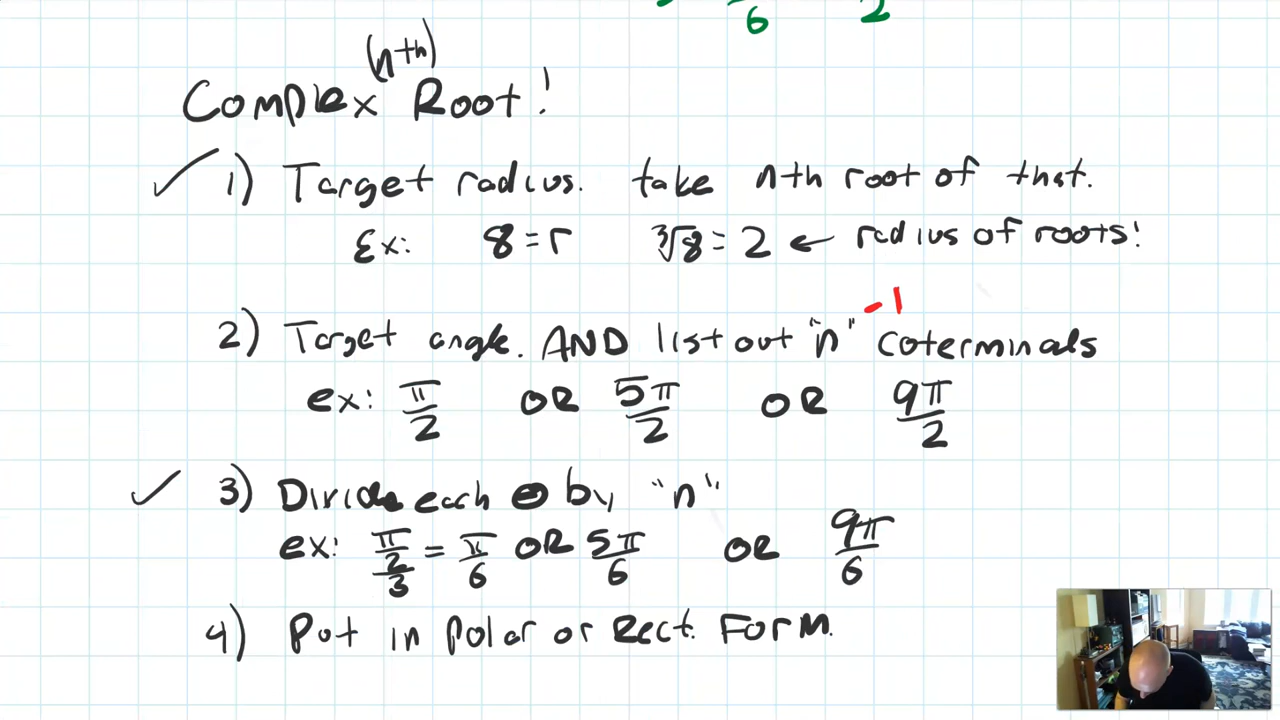 6 2
(nth)
Complex Root!
1) Target radius. take nth root of that.
Ex: 8 = r ∛8 = 2 ← radius of roots!
-1
2) Target angle. AND list out "n" coterminals
ex: π/2 OR 5π/2 OR 9π/2
3) Divide each θ by "n"
ex: π/2/3 = π/6 OR 5π/6 OR 9π/6
4) Put in Polar or Rect. Form.